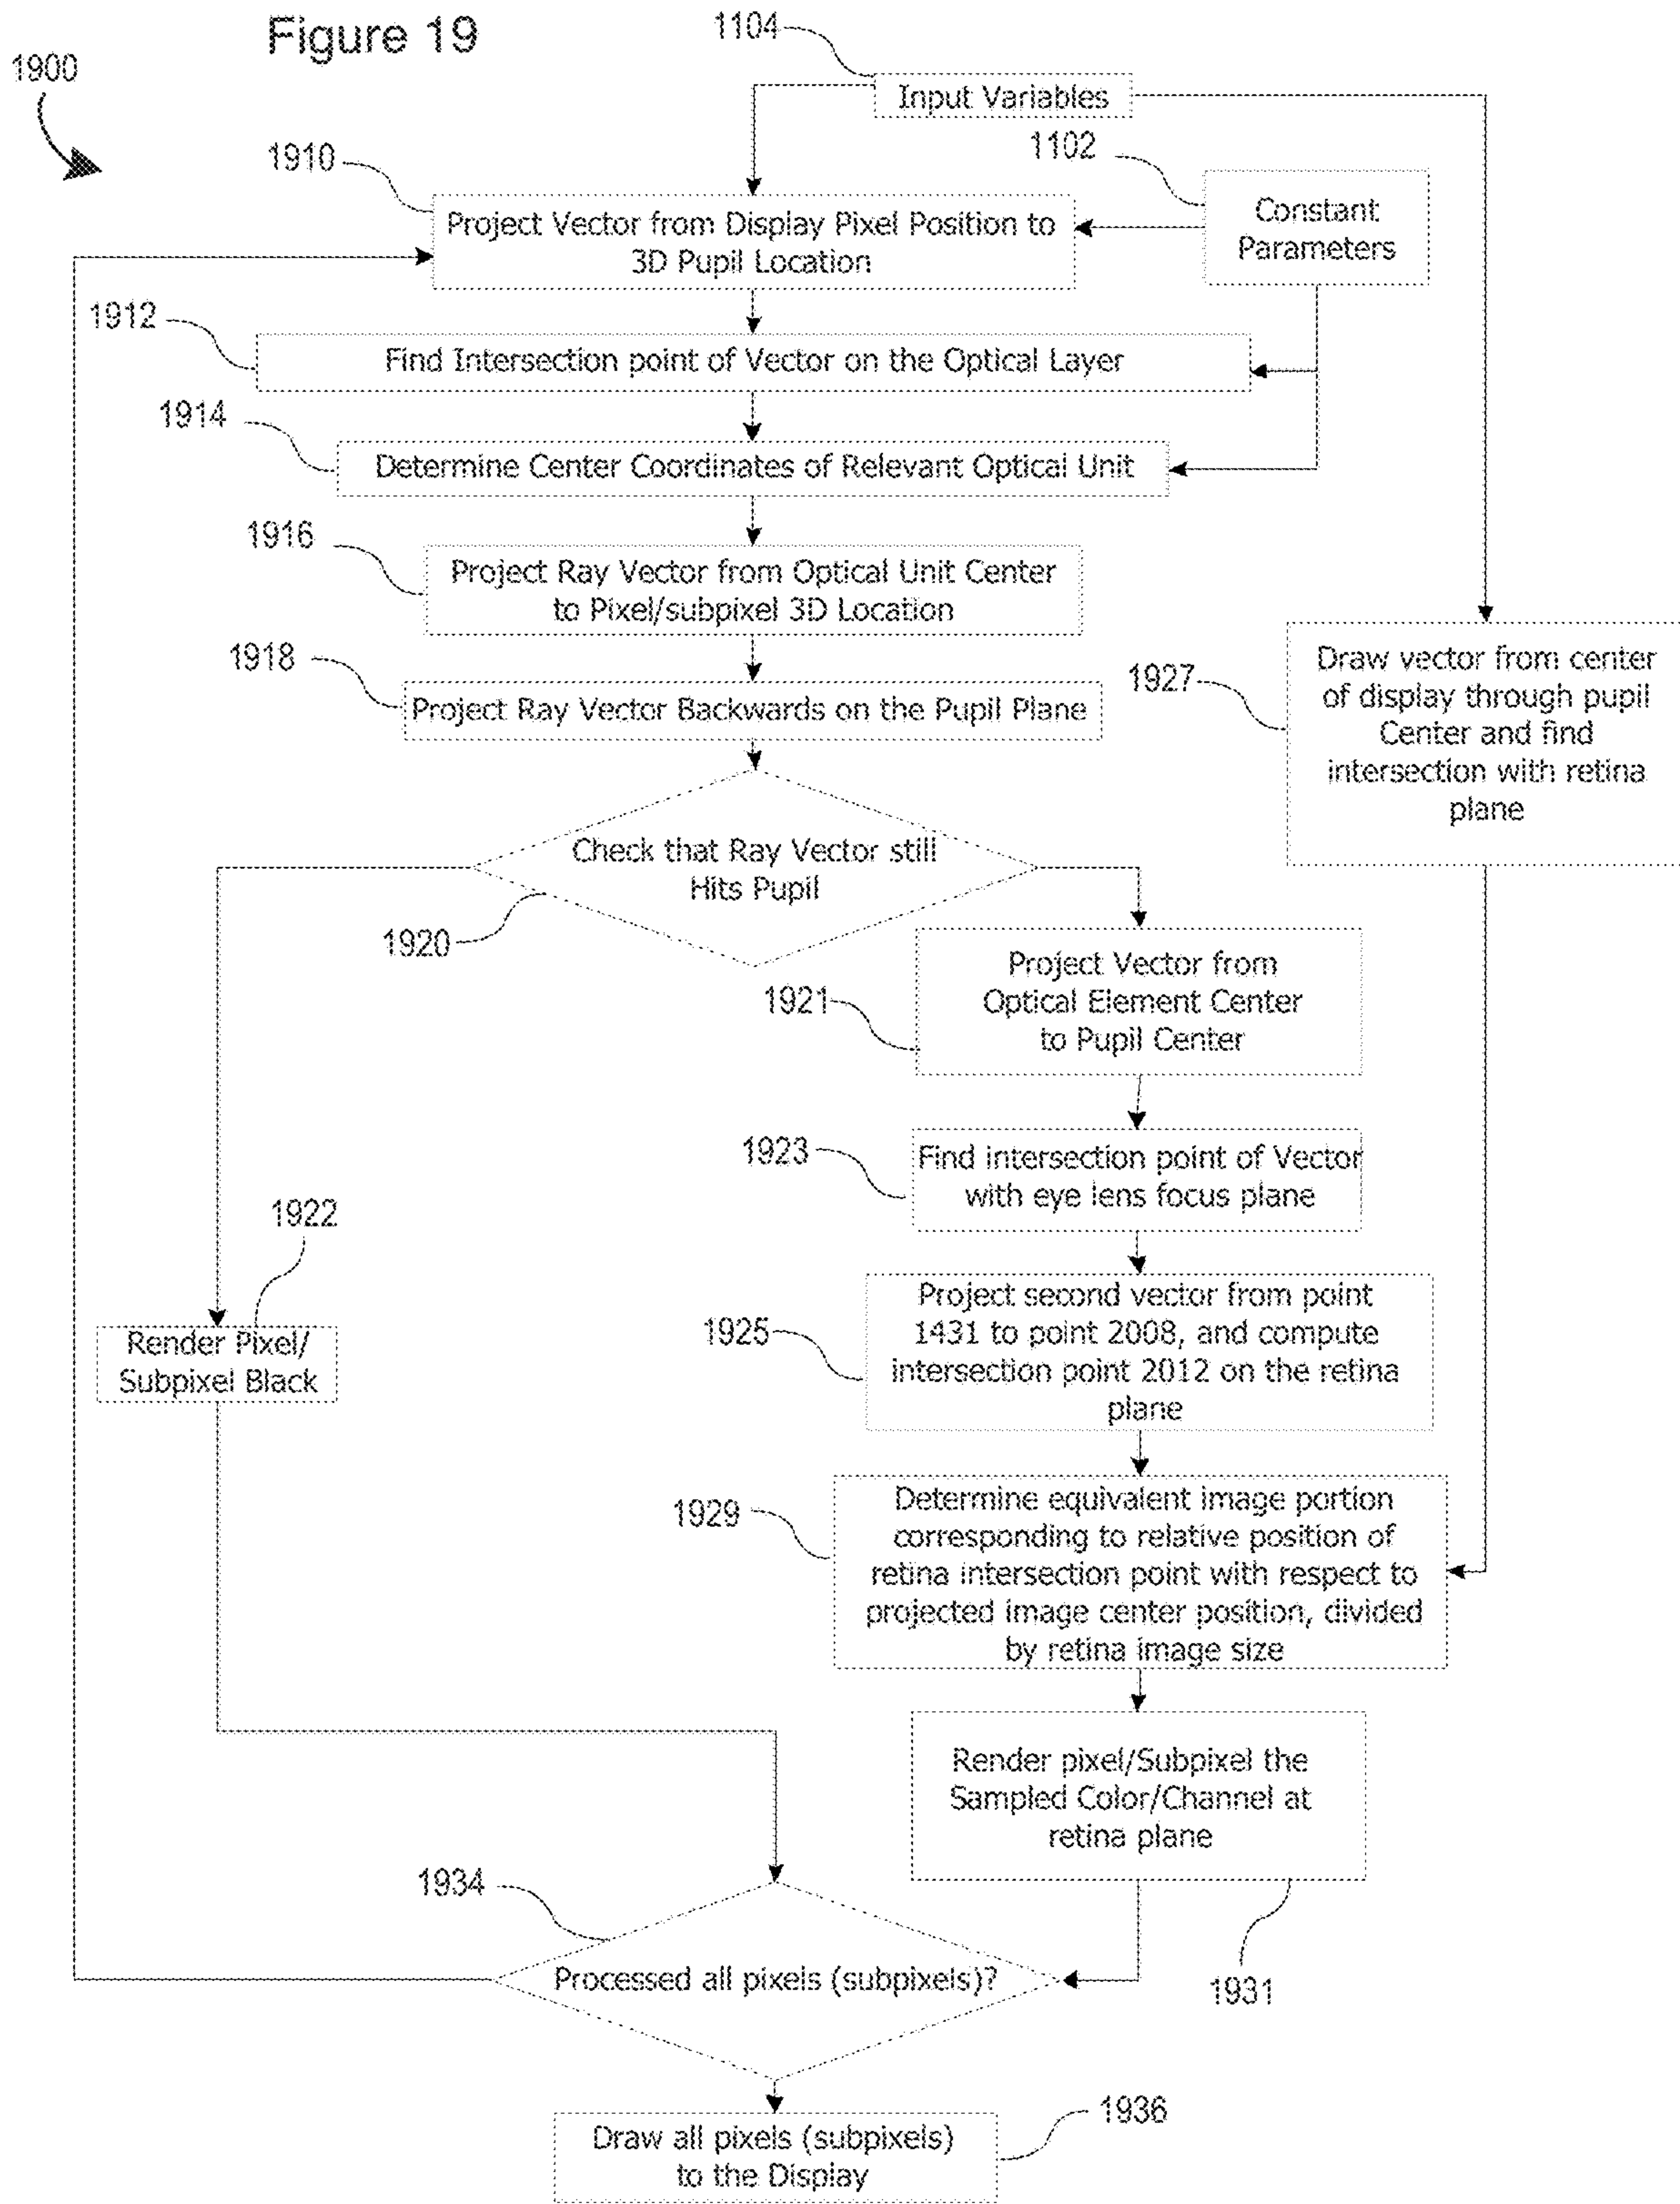 Figure 19
1900
1104
Input Variables
1102
1910
Project Vector from Display Pixel Position to
3D Pupil Location
Constant
Parameters
1912
Find Intersection point of Vector on the Optical Layer
1914
Determine Center Coordinates of Relevant Optical Unit
1916
Project Ray Vector from Optical Unit Center
to Pixel/subpixel 3D Location
1918
Project Ray Vector Backwards on the Pupil Plane
1927
Draw vector from center
of display through pupil
Center and find
intersection with retina
plane
Check that Ray Vector still
Hits Pupil
1920
1921
Project Vector from
Optical Element Center
to Pupil Center
1923
Find intersection point of Vector
with eye lens focus plane
1922
Render Pixel/
Subpixel Black
1925
Project second vector from point
1431 to point 2008, and compute
intersection point 2012 on the retina
plane
1929
Determine equivalent image portion
corresponding to relative position of
retina intersection point with respect to
projected image center position, divided
by retina image size
Render pixel/Subpixel the
Sampled Color/Channel at
retina plane
1931
1934
Processed all pixels (subpixels)?
1936
Draw all pixels (subpixels)
to the Display